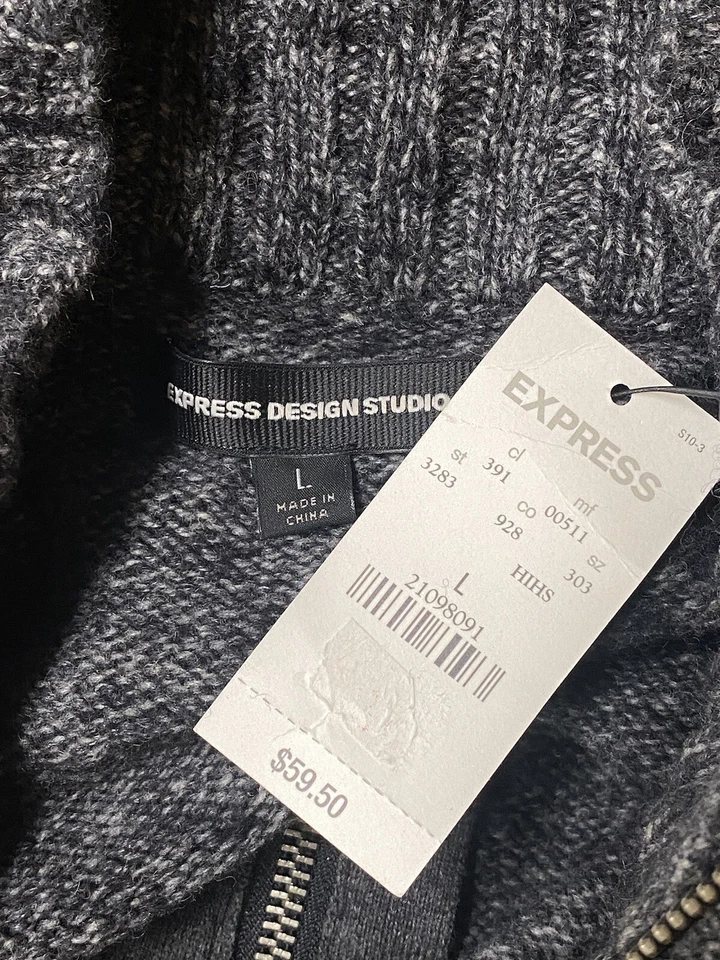 EXPRESS DESIGN STUDIO
L
MADE IN
CHINA
S10-3
EXPRESS
st cl mf
3283 391 00511
co sz
928 303
L HIHS
21098091
$59.50